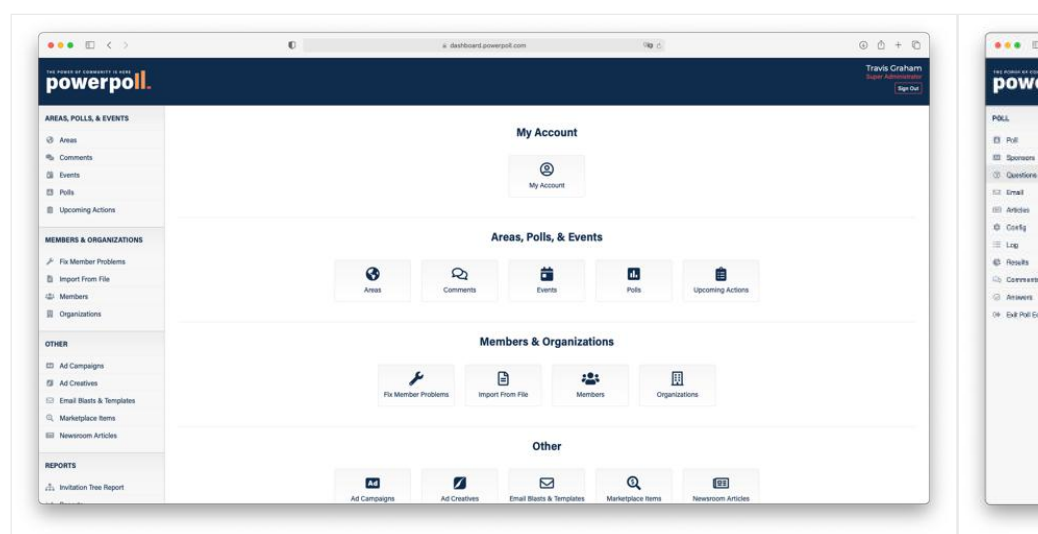 dashboard.powerpoll.com
THE POWER OF COMMUNITY IS HERE
powerpoll.
Travis Graham
Super Administrator
Sign Out
AREAS, POLLS, & EVENTS
Areas
Comments
Events
Polls
Upcoming Actions
MEMBERS & ORGANIZATIONS
Fix Member Problems
Import From File
Members
Organizations
OTHER
Ad Campaigns
Ad Creatives
Email Blasts & Templates
Marketplace Items
Newsroom Articles
REPORTS
Invitation Tree Report
My Account
My Account
Areas, Polls, & Events
Areas Comments Events Polls Upcoming Actions
Members & Organizations
Fix Member Problems Import From File Members Organizations
Other
Ad
Ad Campaigns Ad Creatives Email Blasts & Templates Marketplace Items Newsroom Articles
POLL
Poll
Sponsors
Questions
Email
Articles
Config
Log
Results
Comments
Answers
Exit Poll